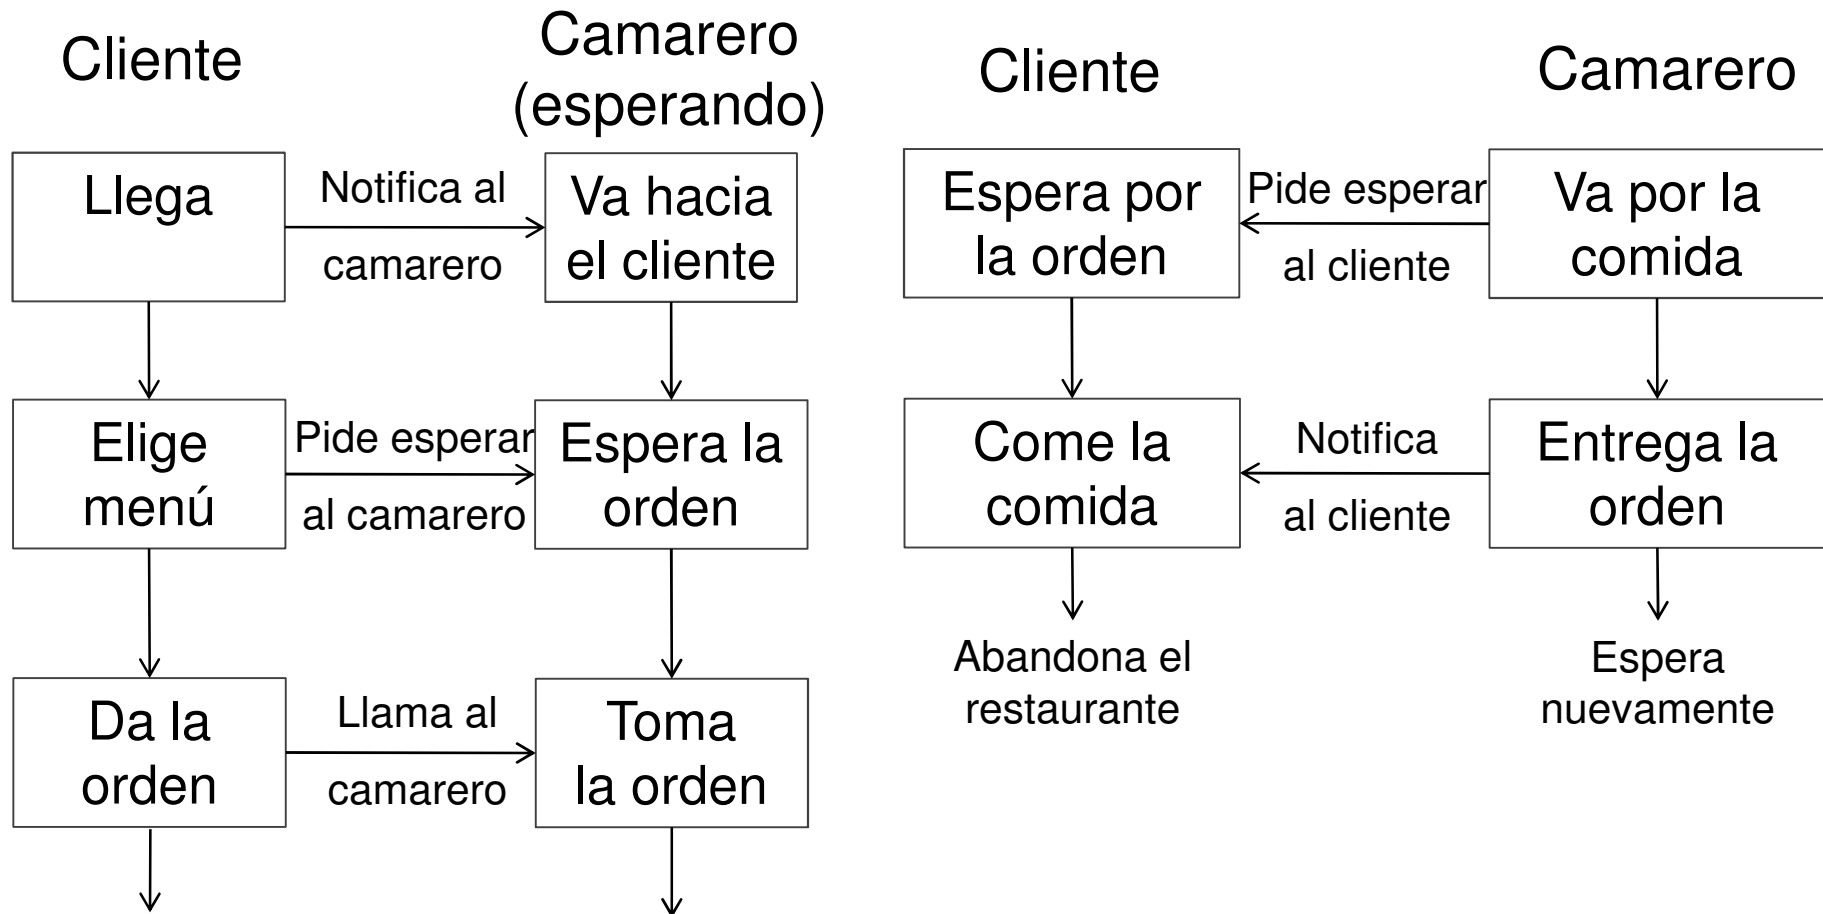 Cliente
Camarero
(esperando)
Llega
Notifica al
camarero
Va hacia
el cliente
Elige
menú
Pide esperar
al camarero
Espera la
orden
Da la
orden
Llama al
camarero
Toma
la orden
Cliente
Camarero
Espera por
la orden
Pide esperar
al cliente
Va por la
comida
Come la
comida
Notifica
al cliente
Entrega la
orden
Abandona el
restaurante
Espera
nuevamente